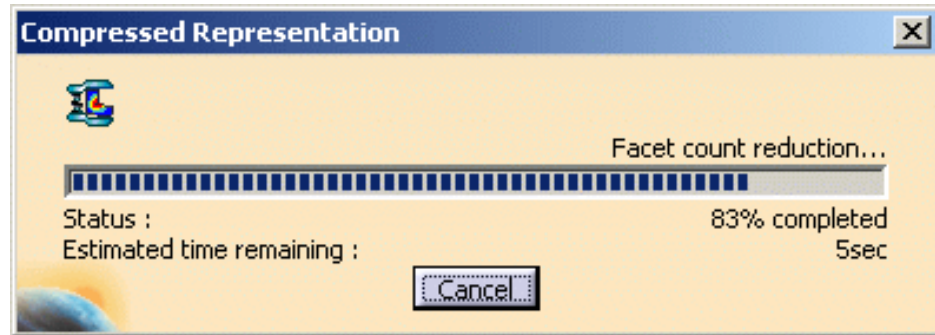 Compressed Representation
Facet count reduction...
Status : 83% completed
Estimated time remaining : 5sec
Cancel